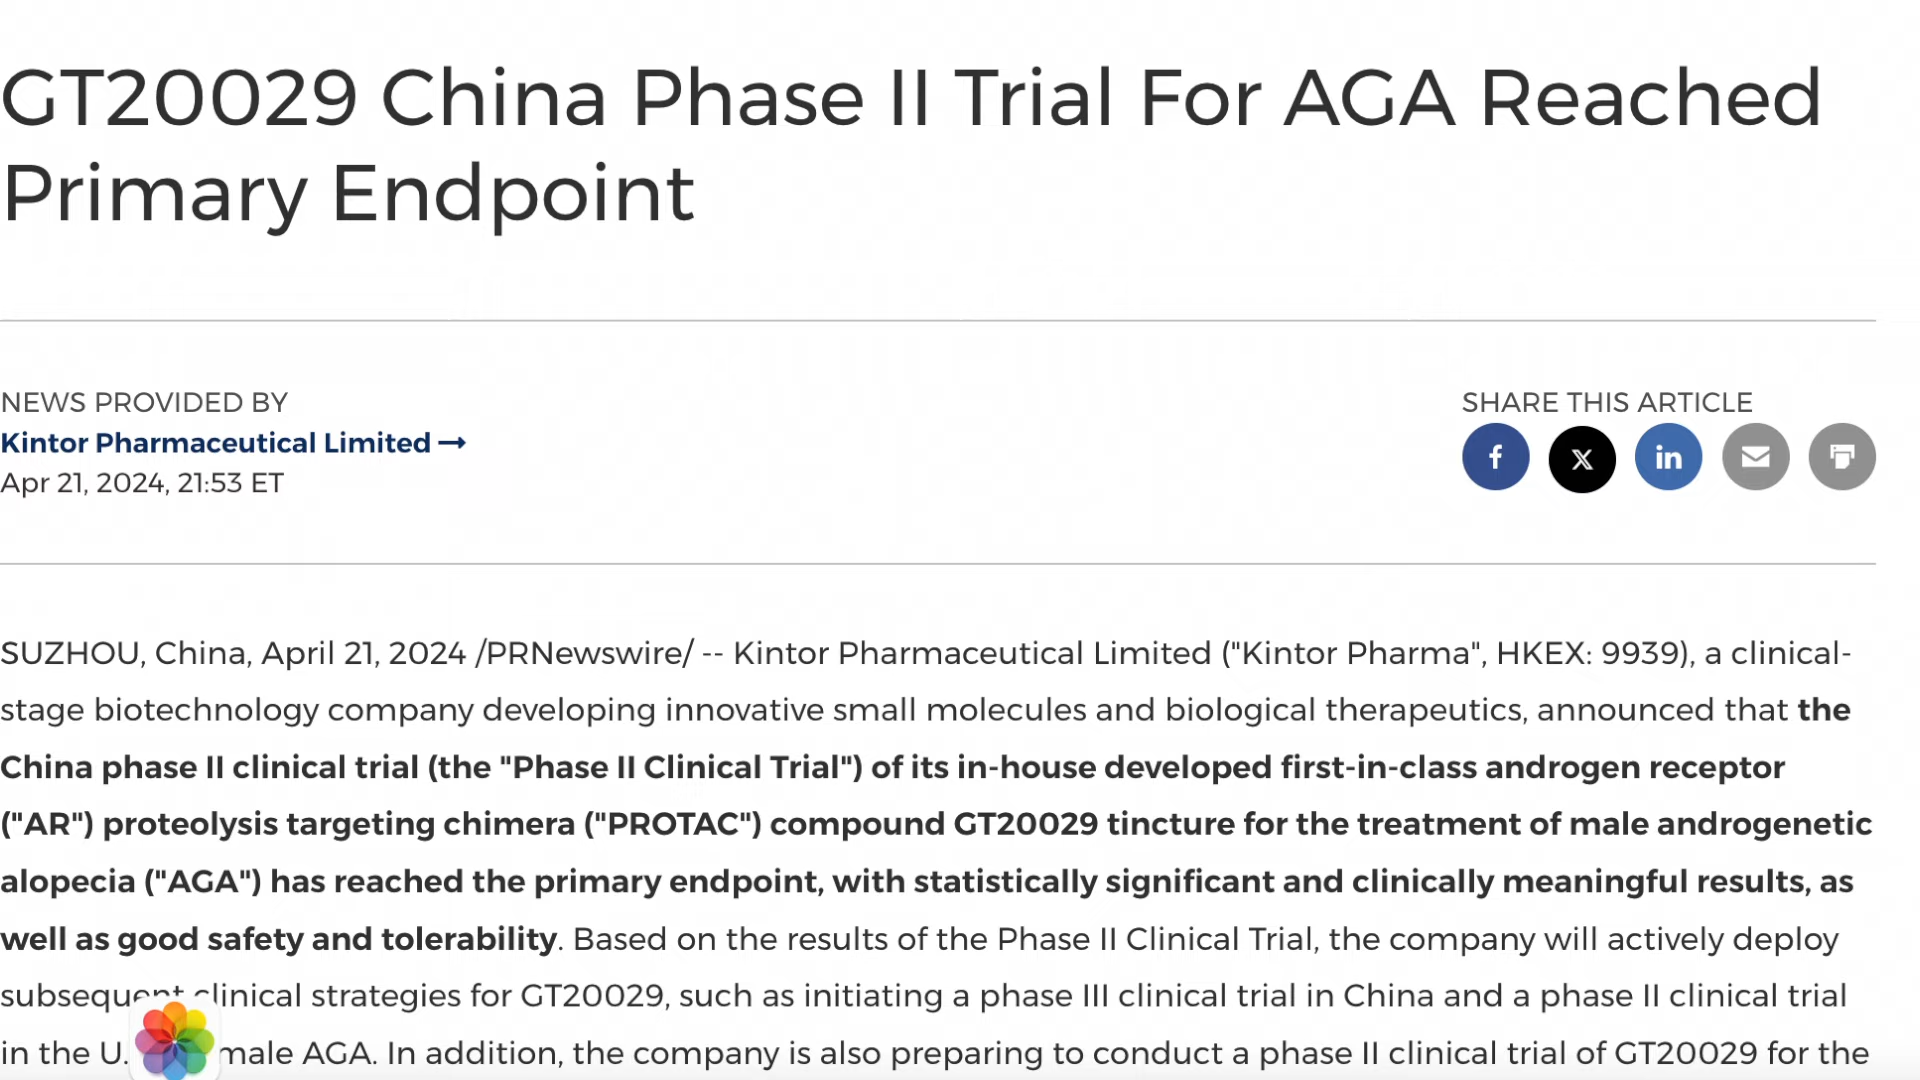 GT20029 China Phase II Trial For AGA Reached
Primary Endpoint
NEWS PROVIDED BY
Kintor Pharmaceutical Limited →
Apr 21, 2024, 21:53 ET
SHARE THIS ARTICLE
SUZHOU, China, April 21, 2024 /PRNewswire/ -- Kintor Pharmaceutical Limited ("Kintor Pharma", HKEX: 9939), a clinical-
stage biotechnology company developing innovative small molecules and biological therapeutics, announced that the
China phase II clinical trial (the "Phase II Clinical Trial") of its in-house developed first-in-class androgen receptor
("AR") proteolysis targeting chimera ("PROTAC") compound GT20029 tincture for the treatment of male androgenetic
alopecia ("AGA") has reached the primary endpoint, with statistically significant and clinically meaningful results, as
well as good safety and tolerability. Based on the results of the Phase II Clinical Trial, the company will actively deploy
subsequent clinical strategies for GT20029, such as initiating a phase III clinical trial in China and a phase II clinical trial
in the U. male AGA. In addition, the company is also preparing to conduct a phase II clinical trial of GT20029 for the